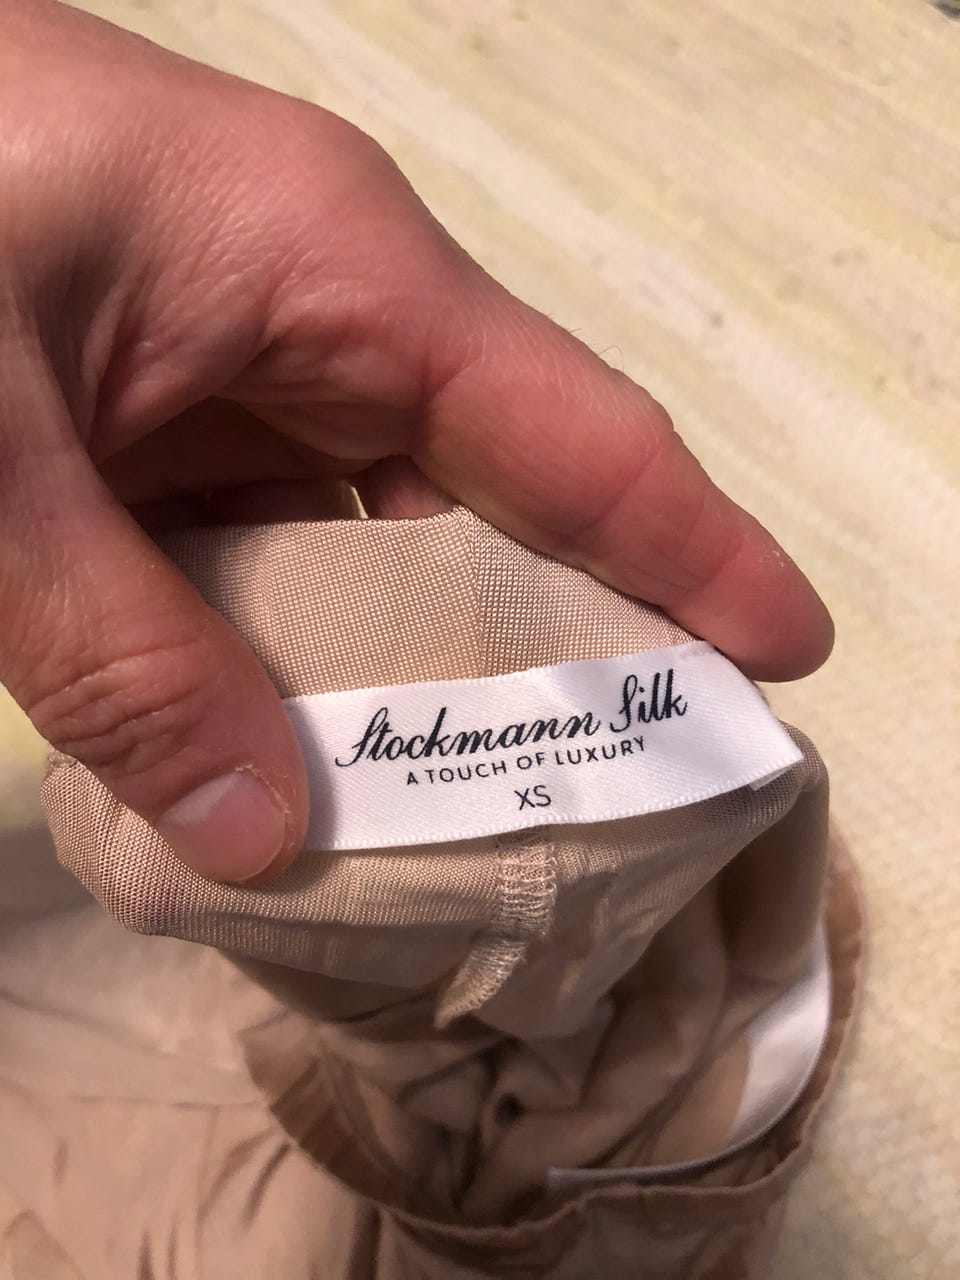 Stockmann Silk
A TOUCH OF LUXURY
XS